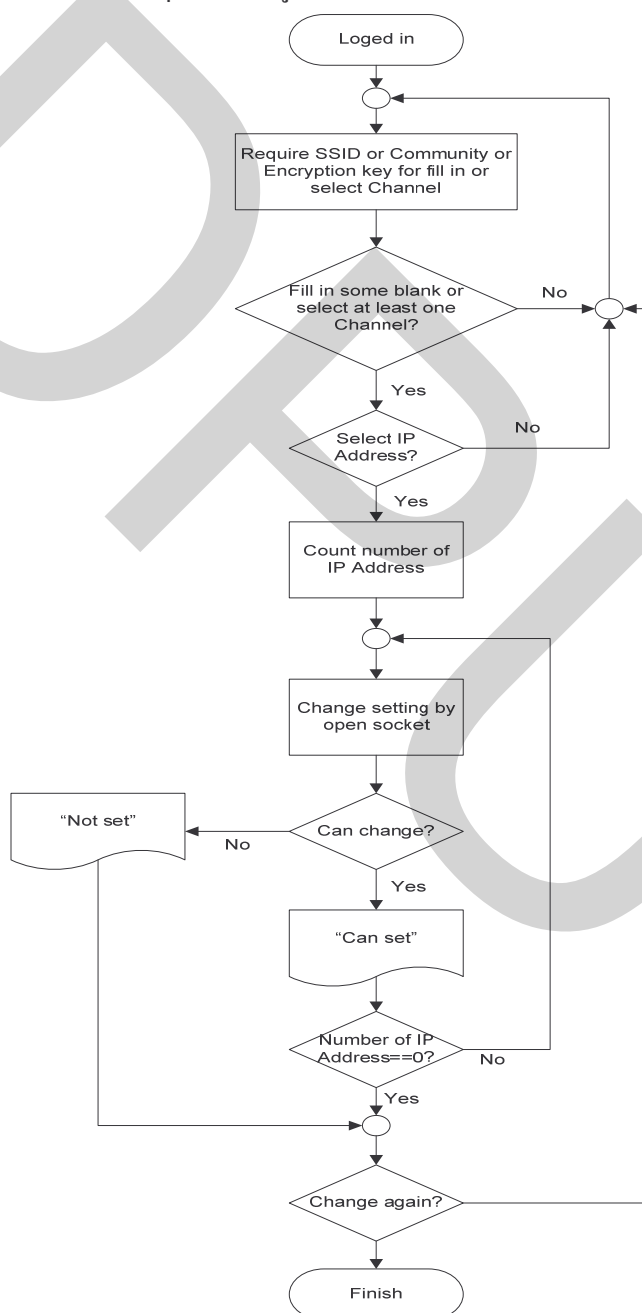 Loged in
Require SSID or Community or
Encryption key for fill in or
select Channel
Fill in some blank or
select at least one
Channel?
No
Yes
Select IP
Address?
No
Yes
Count number of
IP Address
Change setting by
open socket
Can change?
No
"Not set"
Yes
"Can set"
Number of IP
Address==0?
No
Yes
Change again?
Finish